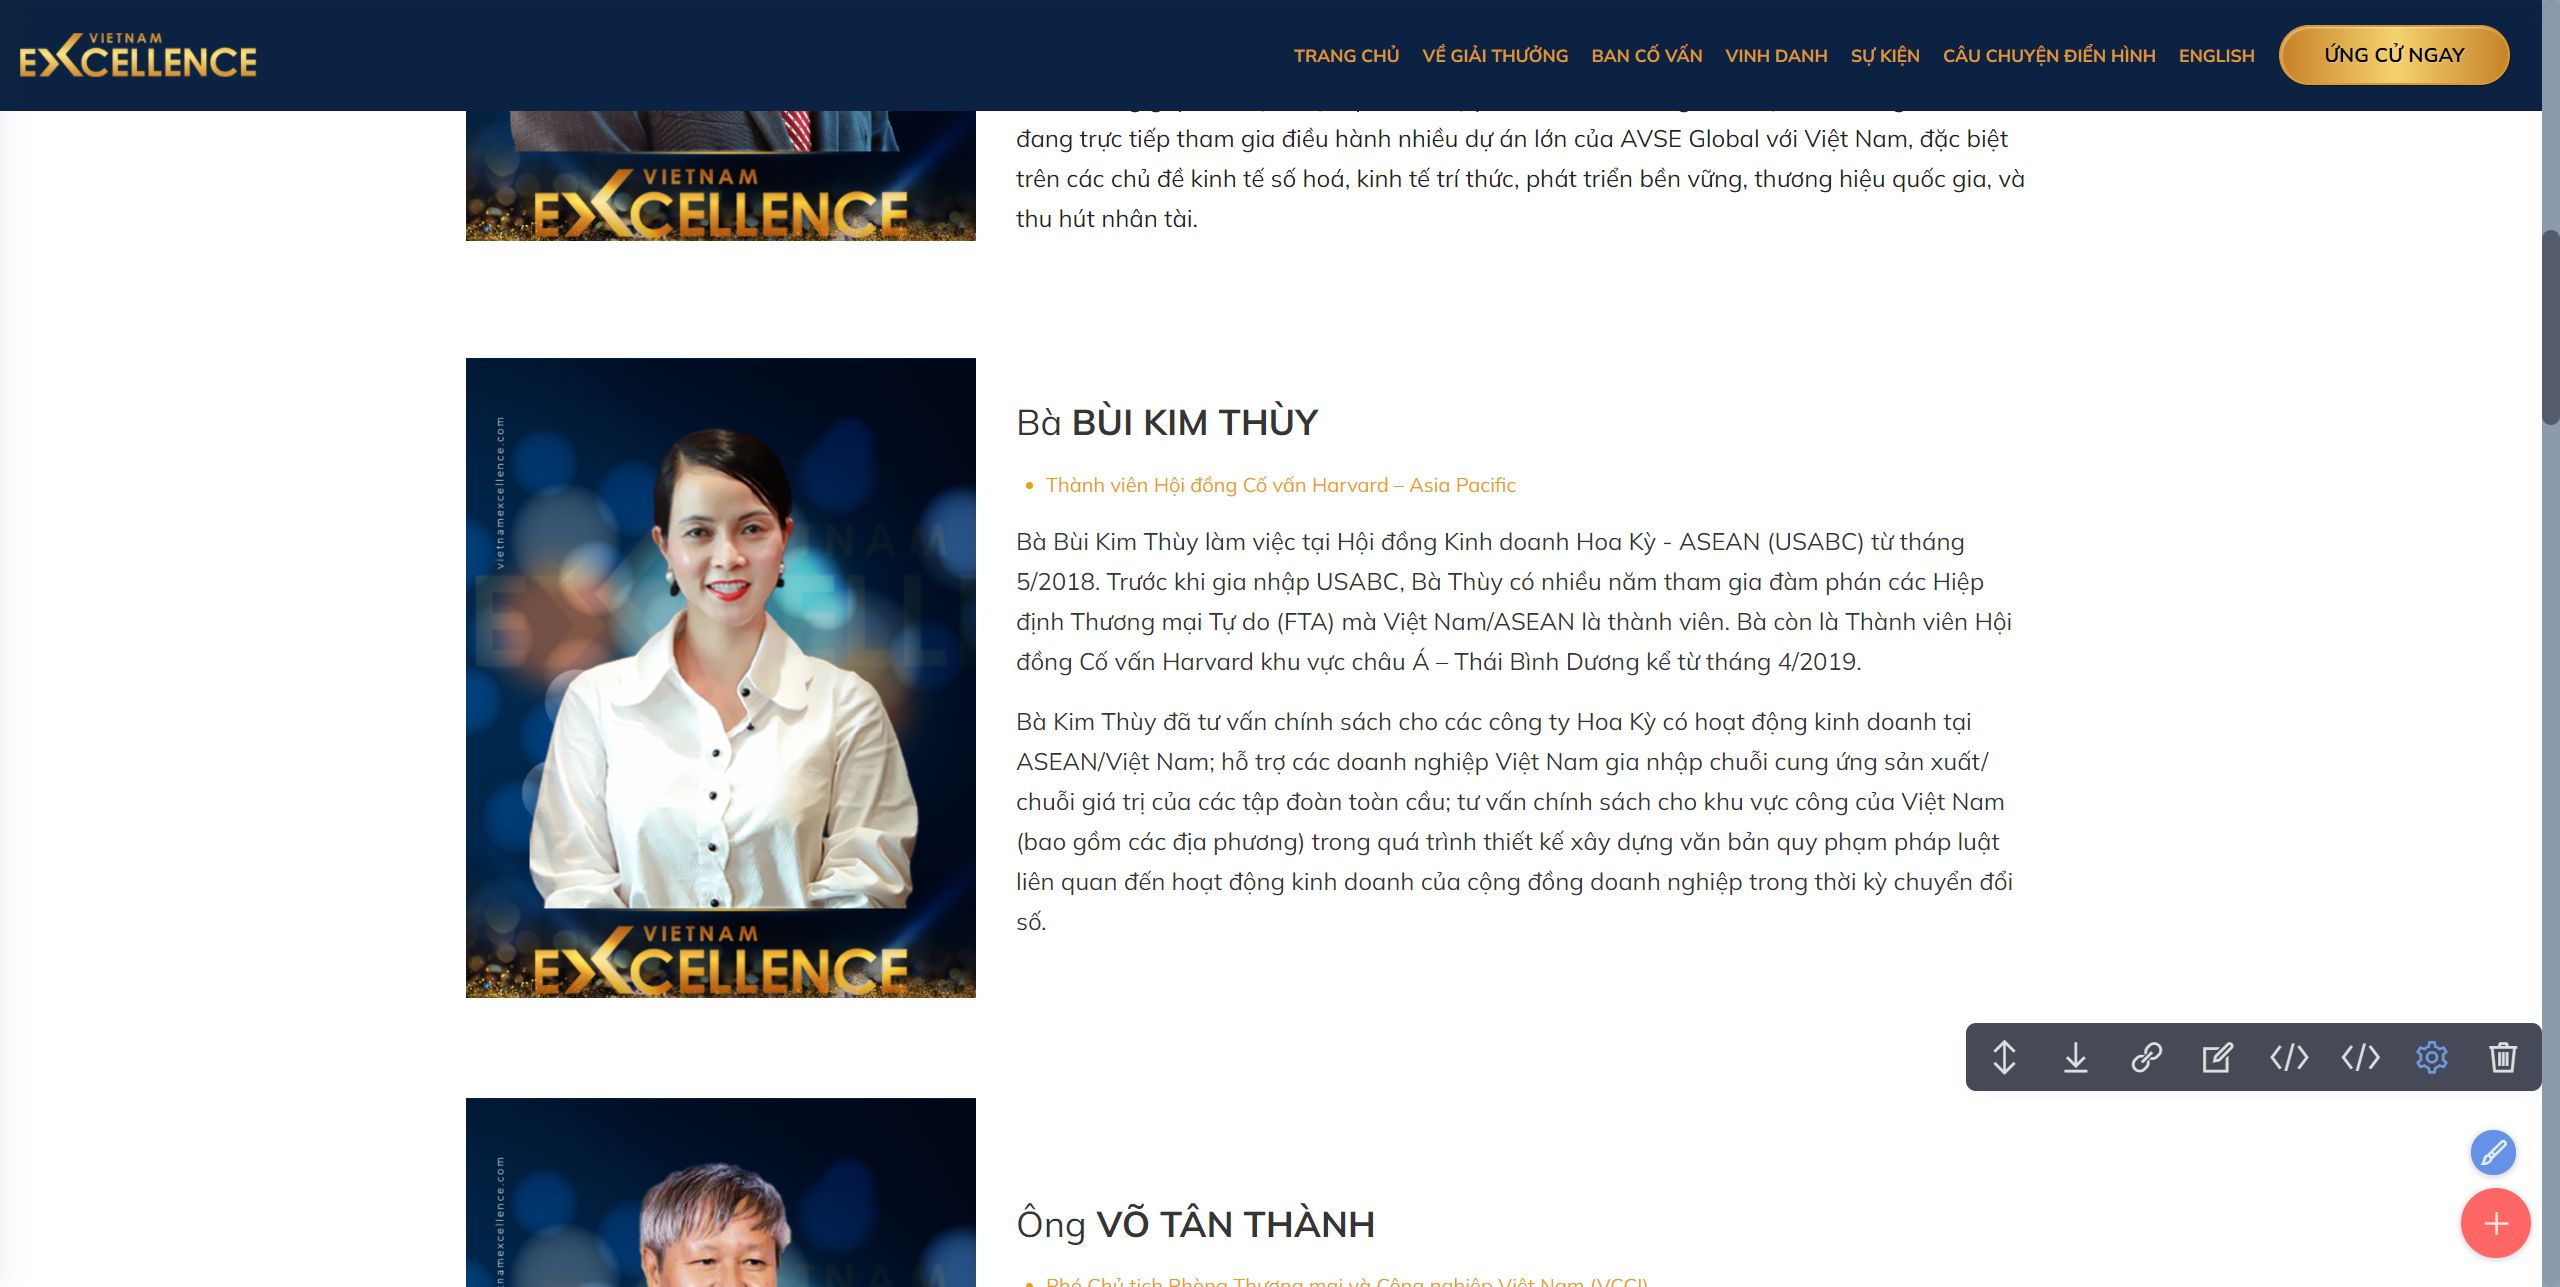 VIETNAM
EXCELLENCE
TRANG CHỦ VỀ GIẢI THƯỞNG BAN CỐ VẤN VINH DANH SỰ KIỆN CÂU CHUYỆN ĐIỂN HÌNH ENGLISH ỨNG CỬ NGAY
VIETNAM
EXCELLENCE
đang trực tiếp tham gia điều hành nhiều dự án lớn của AVSE Global với Việt Nam, đặc biệt
trên các chủ đề kinh tế số hoá, kinh tế trí thức, phát triển bền vững, thương hiệu quốc gia, và
thu hút nhân tài.
vietnamexcellence.com
VIETNAM
EXCELLENCE
Bà BÙI KIM THÙY
• Thành viên Hội đồng Cố vấn Harvard – Asia Pacific
Bà Bùi Kim Thùy làm việc tại Hội đồng Kinh doanh Hoa Kỳ - ASEAN (USABC) từ tháng
5/2018. Trước khi gia nhập USABC, Bà Thùy có nhiều năm tham gia đàm phán các Hiệp
định Thương mại Tự do (FTA) mà Việt Nam/ASEAN là thành viên. Bà còn là Thành viên Hội
đồng Cố vấn Harvard khu vực châu Á – Thái Bình Dương kể từ tháng 4/2019.
Bà Kim Thùy đã tư vấn chính sách cho các công ty Hoa Kỳ có hoạt động kinh doanh tại
ASEAN/Việt Nam; hỗ trợ các doanh nghiệp Việt Nam gia nhập chuỗi cung ứng sản xuất/
chuỗi giá trị của các tập đoàn toàn cầu; tư vấn chính sách cho khu vực công của Việt Nam
(bao gồm các địa phương) trong quá trình thiết kế xây dựng văn bản quy phạm pháp luật
liên quan đến hoạt động kinh doanh của cộng đồng doanh nghiệp trong thời kỳ chuyển đổi
số.
namexcellence.com
Ông VÕ TÂN THÀNH
• Phó Chủ tịch Phòng Thương mại và Công nghiệp Việt Nam (VCCI)